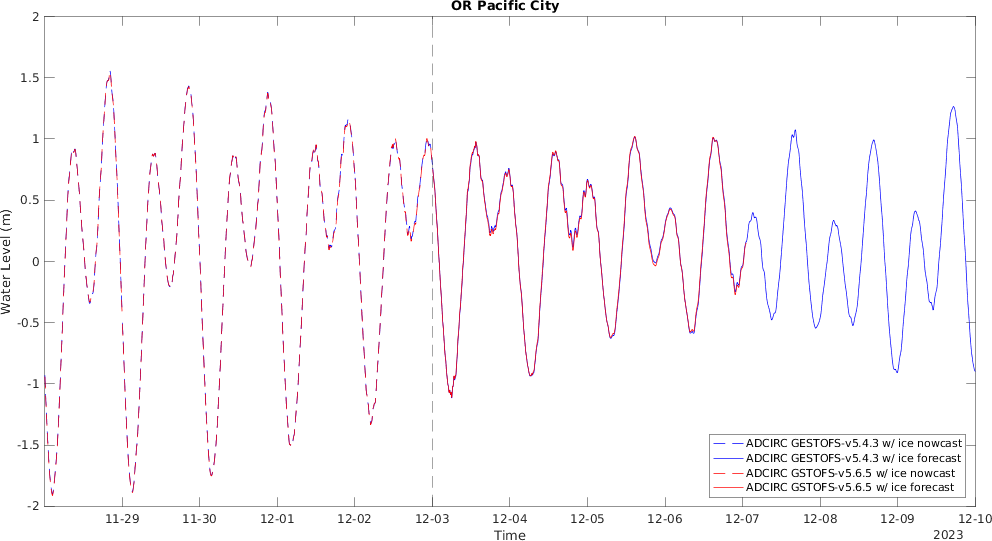 OR Pacific City
2
1.5
1
0.5
0
-0.5
-1
-1.5
-2
Water Level (m)
11-29 11-30 12-01 12-02 12-03 12-04 12-05 12-06 12-07 12-08 12-09 12-10
Time
2023
ADCIRC GESTOFS-v5.4.3 w/ ice nowcast
ADCIRC GESTOFS-v5.4.3 w/ ice forecast
ADCIRC GSTOFS-v5.6.5 w/ ice nowcast
ADCIRC GSTOFS-v5.6.5 w/ ice forecast